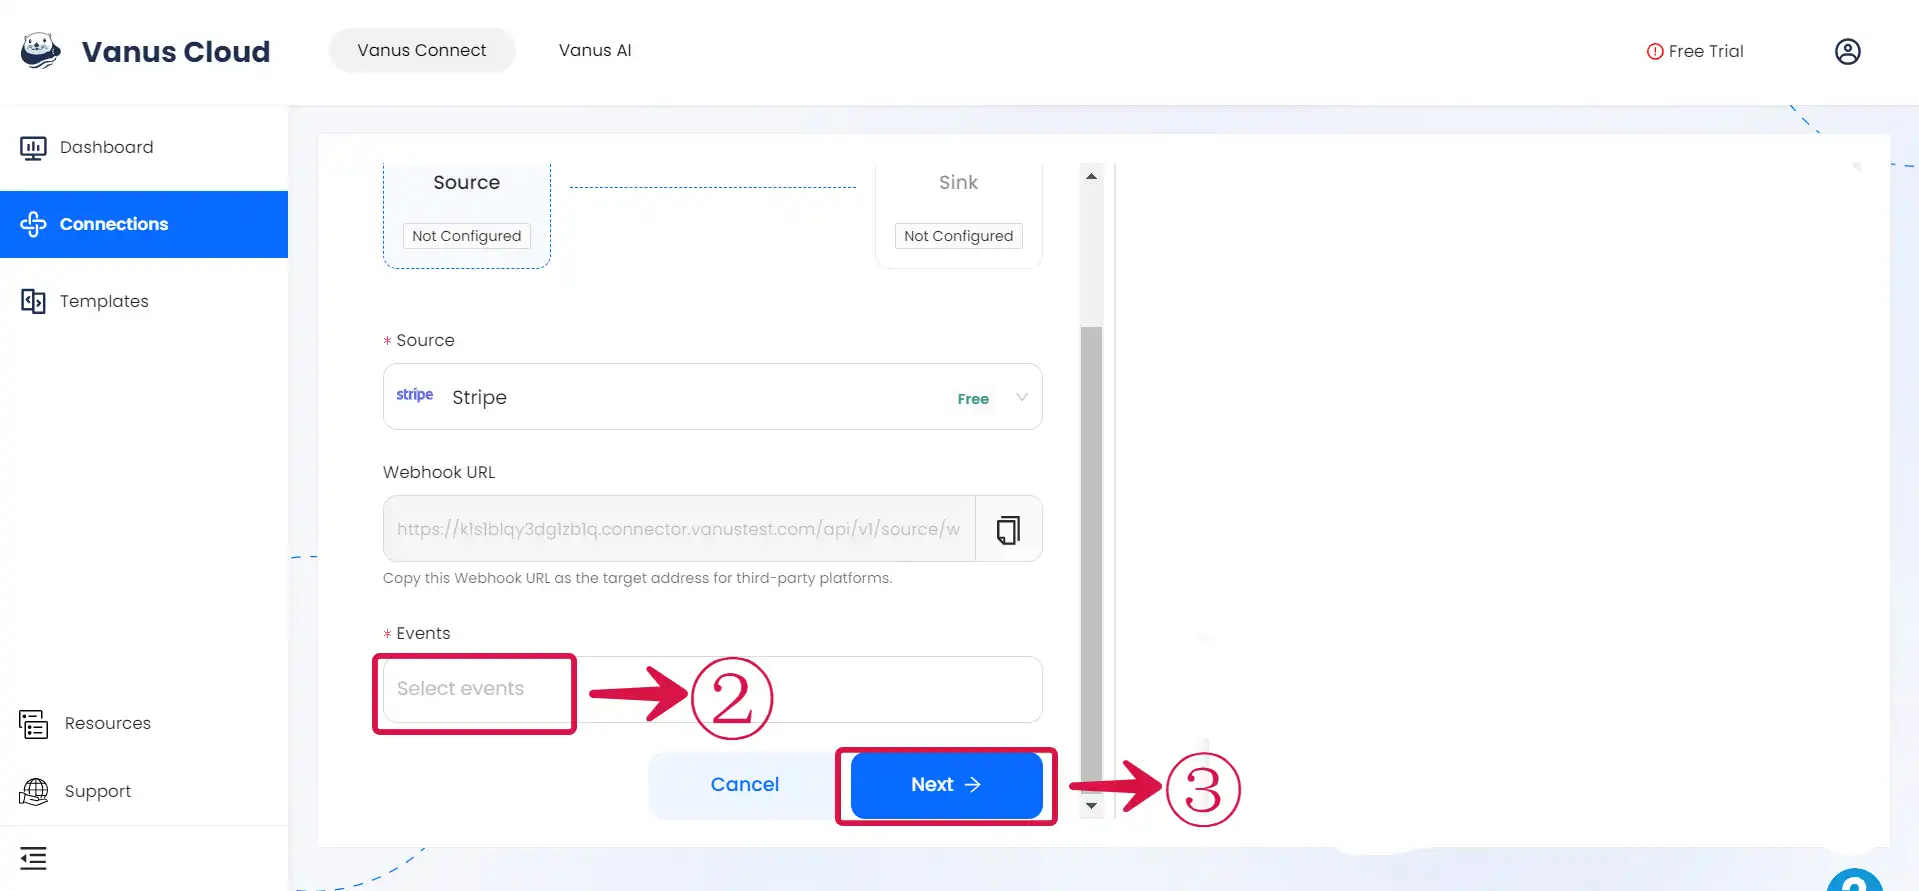 Vanus Cloud
Vanus Connect
Vanus AI
Free Trial
Dashboard
Connections
Templates
Resources
Support
Source
Not Configured
Sink
Not Configured
* Source
stripe
Stripe
Free
Webhook URL
https://k1s1blqy3dg1zb1q.connector.vanustest.com/api/v1/source/w
Copy this Webhook URL as the target address for third-party platforms.
* Events
Select events
②
Cancel
Next →
③
?